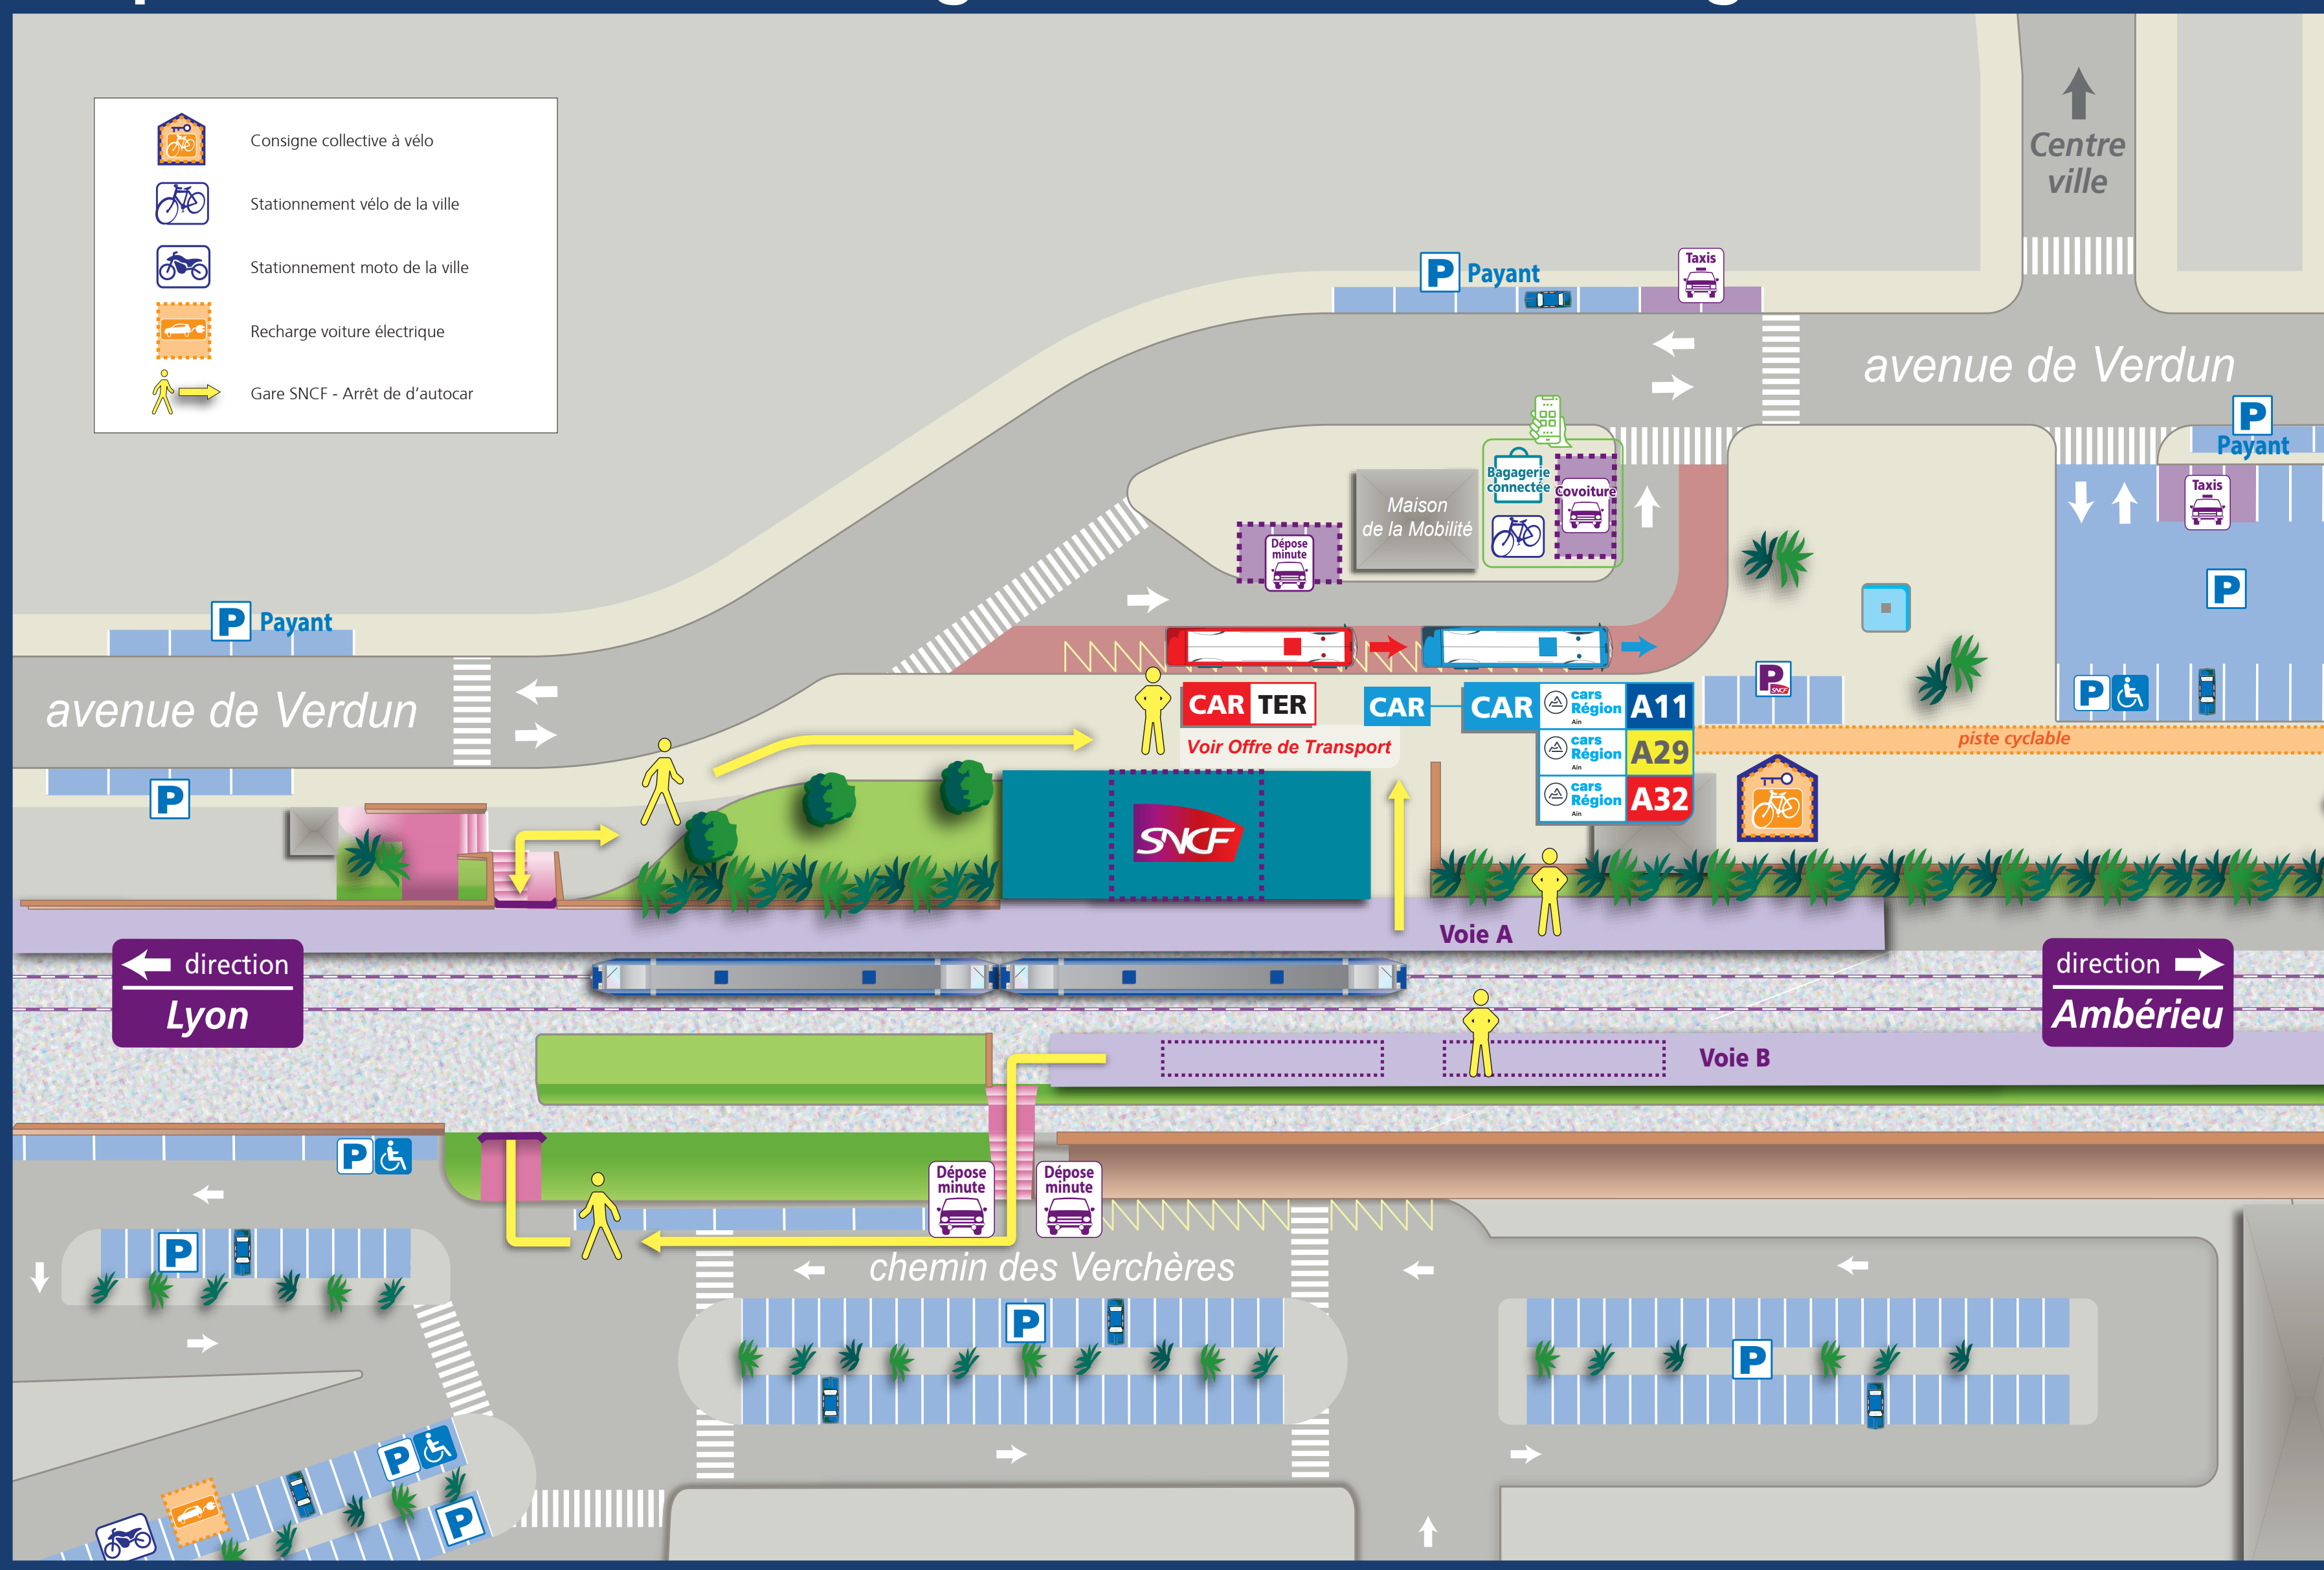 Consigne collective à vélo
Stationnement vélo de la ville
Stationnement moto de la ville
Recharge voiture électrique
Gare SNCF - Arrêt de d'autocar
Centre
ville
P Payant
Taxis
avenue de Verdun
P
Payant
Taxis
P
P
Bagagerie
connectée
Covoiture
Maison
de la Mobilité
Dépose
minute
P Payant
avenue de Verdun
P
CAR TER
Voir Offre de Transport
CAR
CAR cars Région Ain A11
cars Région Ain A29
cars Région Ain A32
P SNCF
piste cyclable
SNCF
Voie A
direction
Lyon
direction
Ambérieu
Voie B
P
Dépose
minute
Dépose
minute
P
chemin des Verchères
P
P
P
P